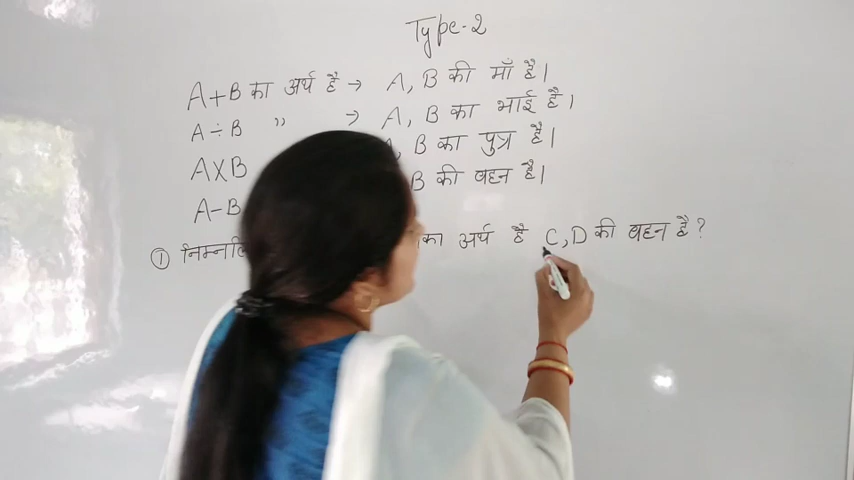 Type-2
A+B का अर्थ है → A, B की माँ है।
A÷B " → A, B का भाई है।
AXB , B का पुत्र है।
A-B B की बहन है।
① का अर्थ है C,D की बहन है?